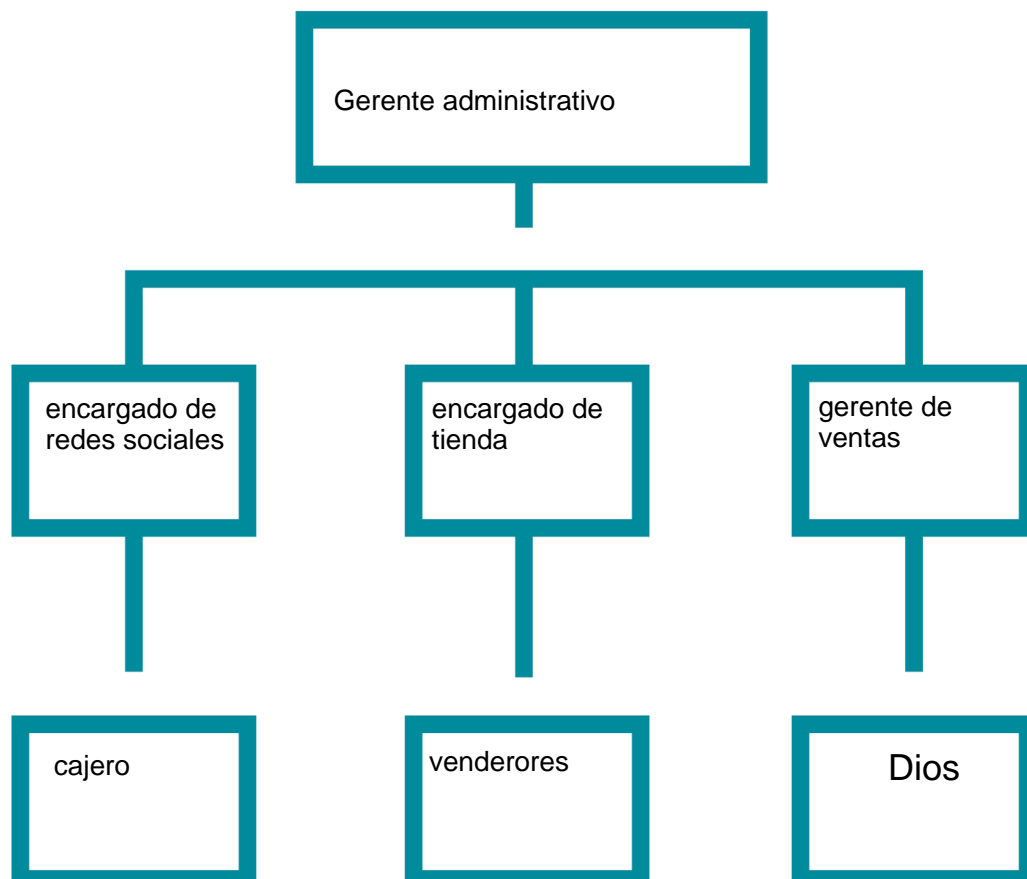 Gerente administrativo
encargado de
redes sociales
encargado de
tienda
gerente de
ventas
cajero
venderores
Dios